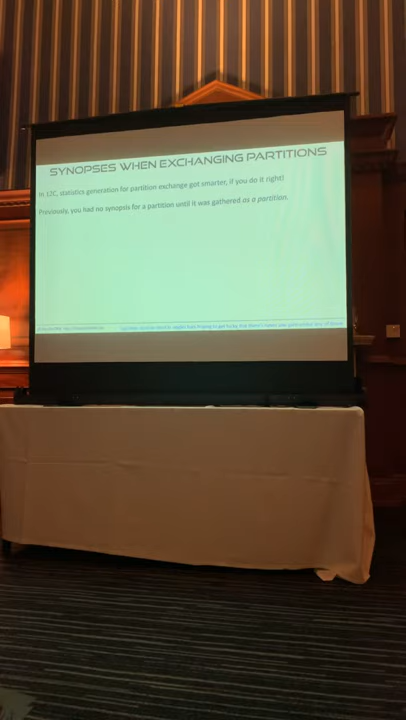 SYNOPSES WHEN EXCHANGING PARTITIONS
In 12C, statistics generation for partition exchange got smarter, if you do it right)
Previously, you had no synopsis for a partition until it was gathered as a partition.